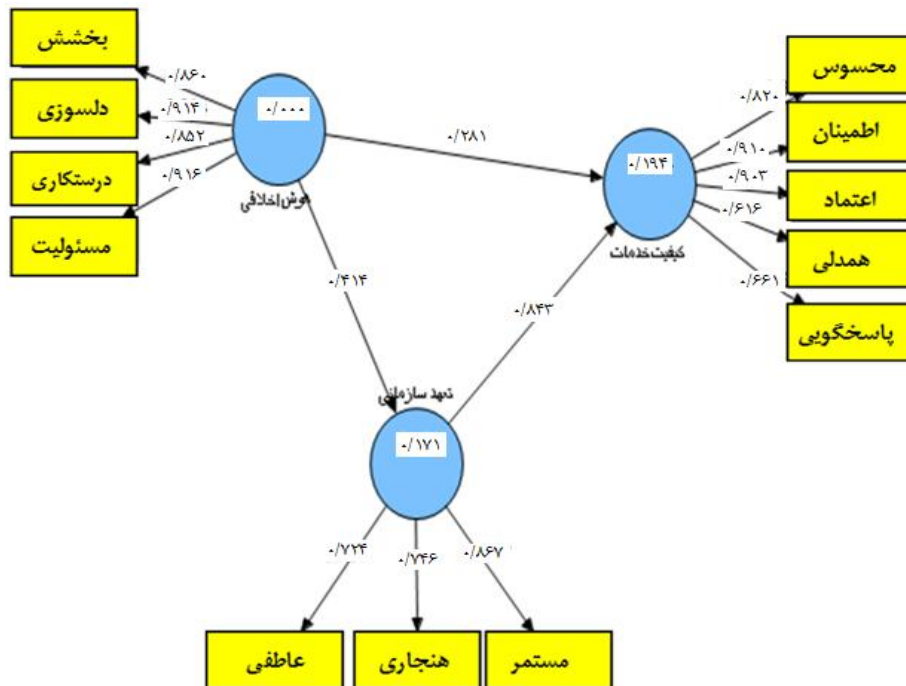 بخشش
دلسوزی
درستکاری
مسئولیت
۰/۸۶۰
۰/۹۱۴
۰/۸۵۲
۰/۹۱۶
۰/۰۰۰
هوش اخلاقی
۰/۲۸۱
۰/۴۱۴
۰/۱۹۴
کیفیت خدمات
۰/۸۲۰
۰/۹۱۰
۰/۹۰۳
۰/۶۱۶
۰/۶۶۱
محسوس
اطمینان
اعتماد
همدلی
پاسخگویی
۰/۸۴۳
تعهد سازمانی
۰/۱۷۱
۰/۷۲۴
۰/۷۴۶
۰/۸۶۷
عاطفی
هنجاری
مستمر